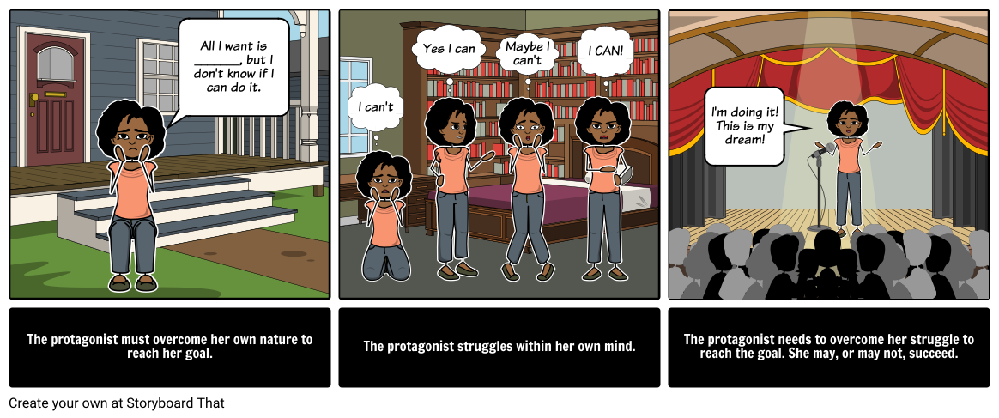 All I want is
_______, but I
don't know if I
can do it.
I can't
Yes I can
Maybe I
can't
I CAN!
I'm doing it!
This is my
dream!
The protagonist must overcome her own nature to
reach her goal.
The protagonist struggles within her own mind.
The protagonist needs to overcome her struggle to
reach the goal. She may, or may not, succeed.
Create your own at Storyboard That